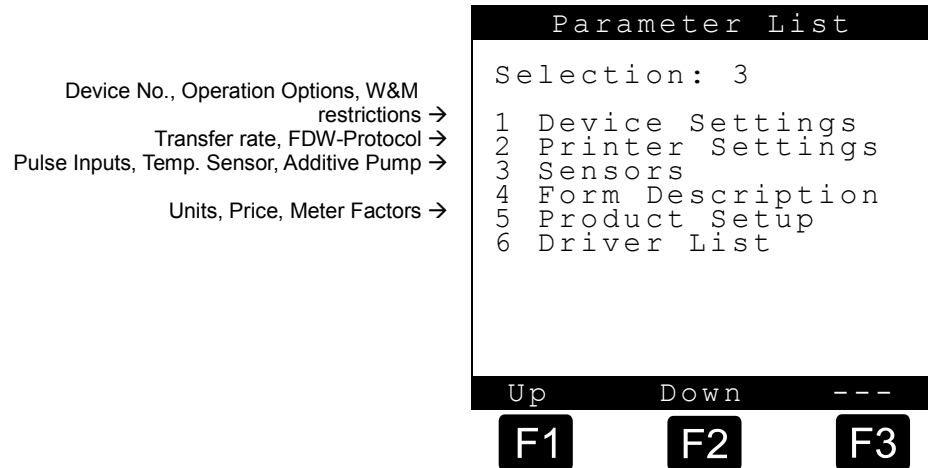 Parameter List
Selection: 3
Device No., Operation Options, W&M
restrictions →
Transfer rate, FDW-Protocol →
Pulse Inputs, Temp. Sensor, Additive Pump →
Units, Price, Meter Factors →
1 Device Settings
2 Printer Settings
3 Sensors
4 Form Description
5 Product Setup
6 Driver List
Up Down ---
F1 F2 F3